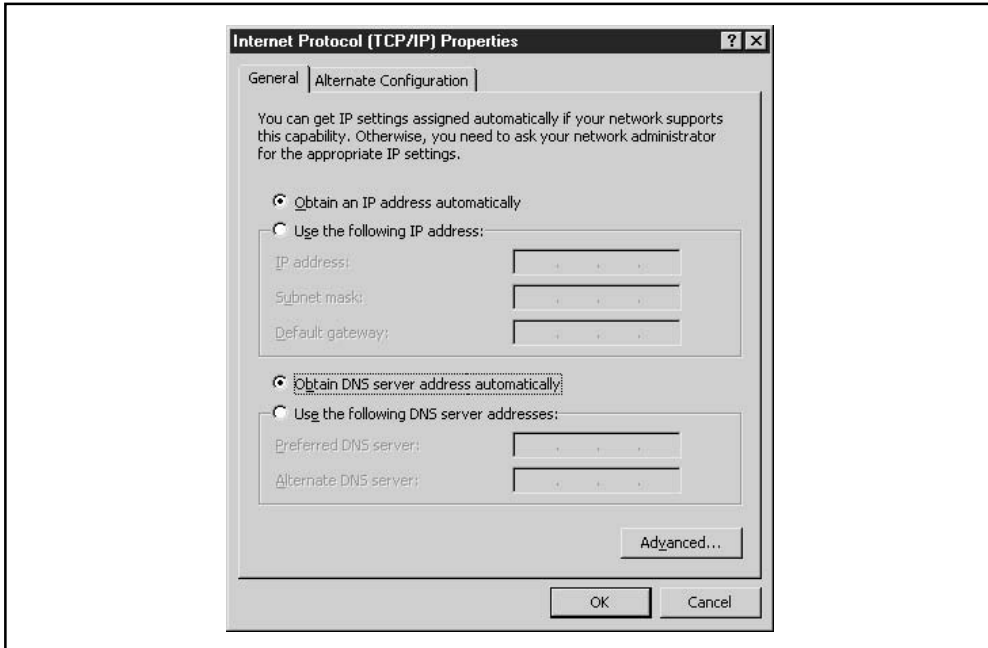 Internet Protocol (TCP/IP) Properties
General
Alternate Configuration
You can get IP settings assigned automatically if your network supports
this capability. Otherwise, you need to ask your network administrator
for the appropriate IP settings.
Obtain an IP address automatically
Use the following IP address:
IP address:
Subnet mask:
Default gateway:
Obtain DNS server address automatically
Use the following DNS server addresses:
Preferred DNS server:
Alternate DNS server:
Advanced...
OK
Cancel